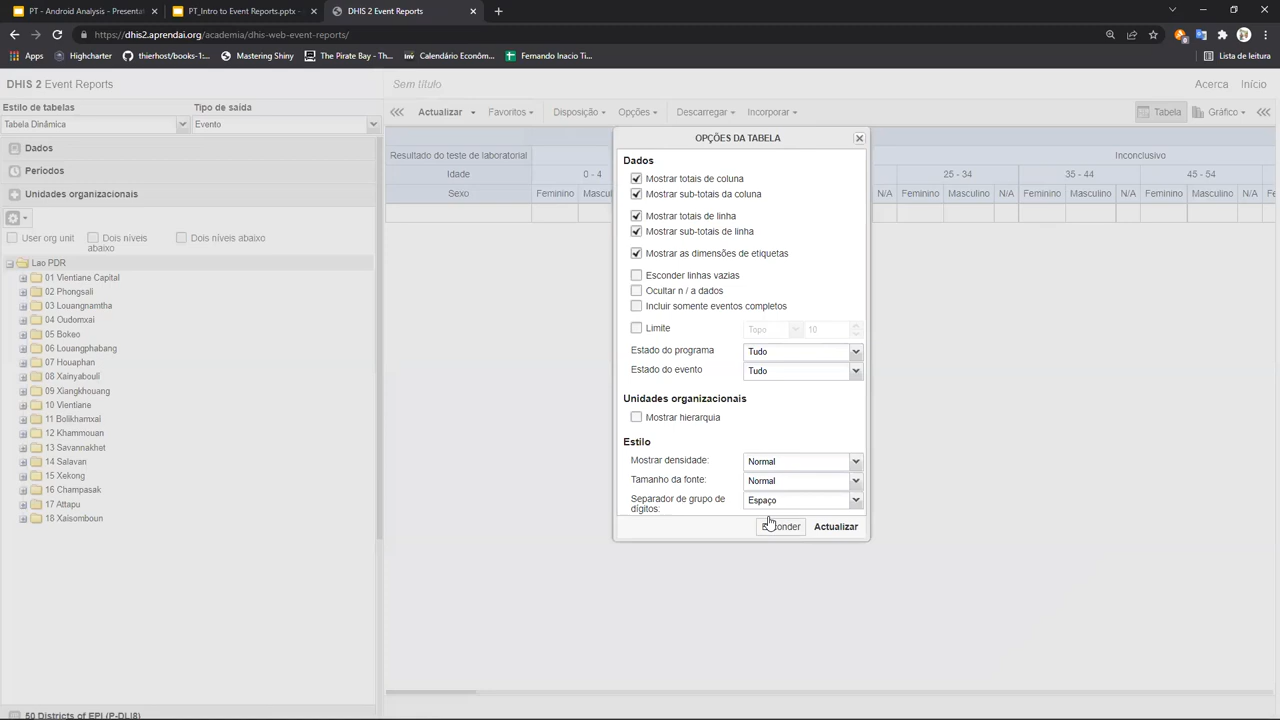 PT - Android Analysis - Presentat
PT_Intro to Event Reports.pptx -
DHIS 2 Event Reports
https://dhis2.aprendai.org/academia/dhis-web-event-reports/
Apps
Highcharter
thierhost/books-1:...
Mastering Shiny
The Pirate Bay - Th...
Calendário Econôm...
Fernando Inacio Ti...
Lista de leitura
DHIS 2 Event Reports
Sem título
Acerca
Início
Estilo de tabelas
Tipo de saída
Tabela Dinâmica
Evento
Actualizar
Favoritos
Disposição
Opções
Descarregar
Incorporar
Tabela
Gráfico
Dados
Períodos
Unidades organizacionais
User org unit
Dois níveis abaixo
Dois níveis abaixo
Lao PDR
01 Vientiane Capital
02 Phongsali
03 Louangnamtha
04 Oudomxai
05 Bokeo
06 Louangphabang
07 Houaphan
08 Xainyabouli
09 Xiangkhouang
10 Vientiane
11 Bolikhamxai
12 Khammouan
13 Savannakhet
14 Salavan
15 Xekong
16 Champasak
17 Attapu
18 Xaisomboun
50 Districts of EPI (P-DLI8)
Resultado do teste de laboratorial
Inconclusivo
Idade
0 - 4
25 - 34
35 - 44
45 - 54
Sexo
Feminino
Masculi
N/A
Feminino
Masculino
N/A
Feminino
Masculino
N/A
Feminino
Masculino
N/A
Fe
OPÇÕES DA TABELA
Dados
Mostrar totais de coluna
Mostrar sub-totais da coluna
Mostrar totais de linha
Mostrar sub-totais de linha
Mostrar as dimensões de etiquetas
Esconder linhas vazias
Ocultar n / a dados
Incluir somente eventos completos
Limite
Topo
10
Estado do programa
Tudo
Estado do evento
Tudo
Unidades organizacionais
Mostrar hierarquia
Estilo
Mostrar densidade:
Normal
Tamanho da fonte:
Normal
Separador de grupo de
dígitos:
Espaço
Actualizar